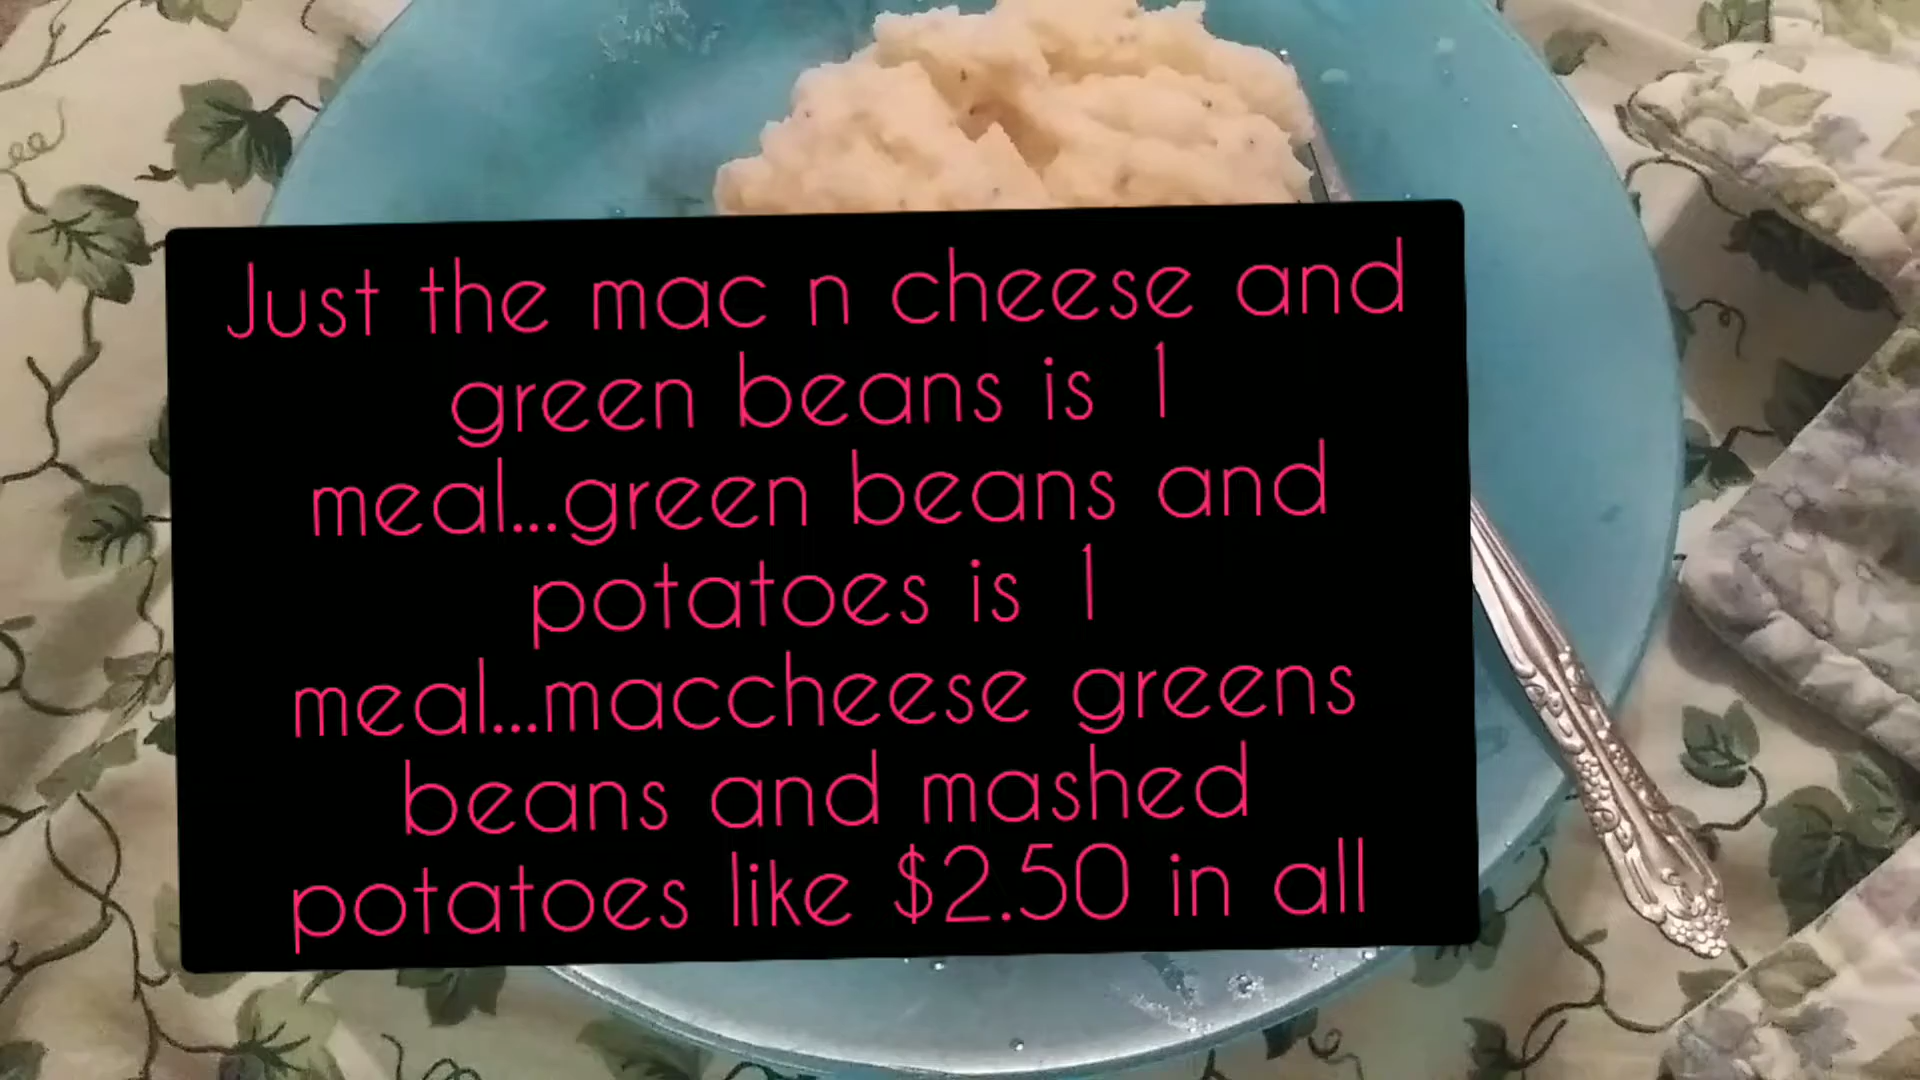 Just the mac n cheese and
green beans is 1
meal...green beans and
potatoes is 1
meal...maccheese greens
beans and mashed
potatoes like $2.50 in all